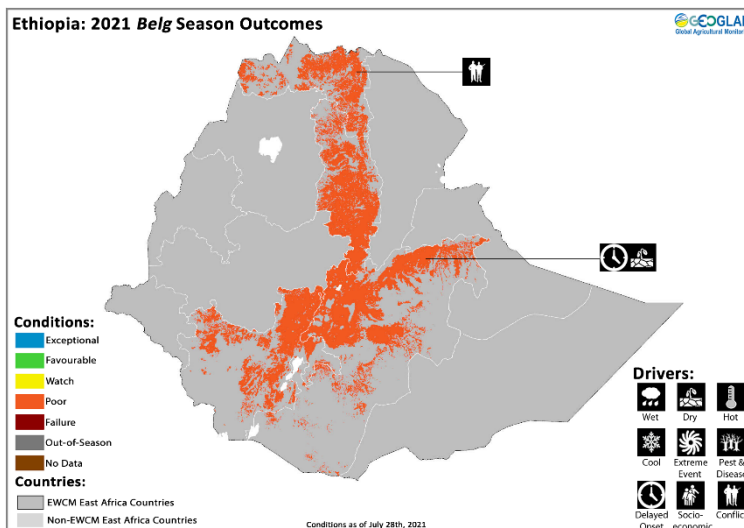 Ethiopia: 2021 Belg Season Outcomes
GEOGLAM
Global Agricultural Monitoring
Conditions:
Exceptional
Favourable
Watch
Poor
Failure
Out-of-Season
No Data
Countries:
EWCM East Africa Countries
Non-EWCM East Africa Countries
Conditions as of July 28th, 2021
Drivers:
Wet
Dry
Hot
Cool
Extreme
Event
Pest &
Disease
Delayed
Onset
Socio-
economic
Conflict